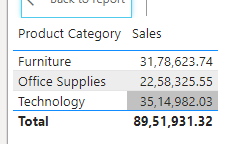 Back to report
Product Category Sales
Furniture 31,78,623.74
Office Supplies 22,58,325.55
Technology 35,14,982.03
Total 89,51,931.32